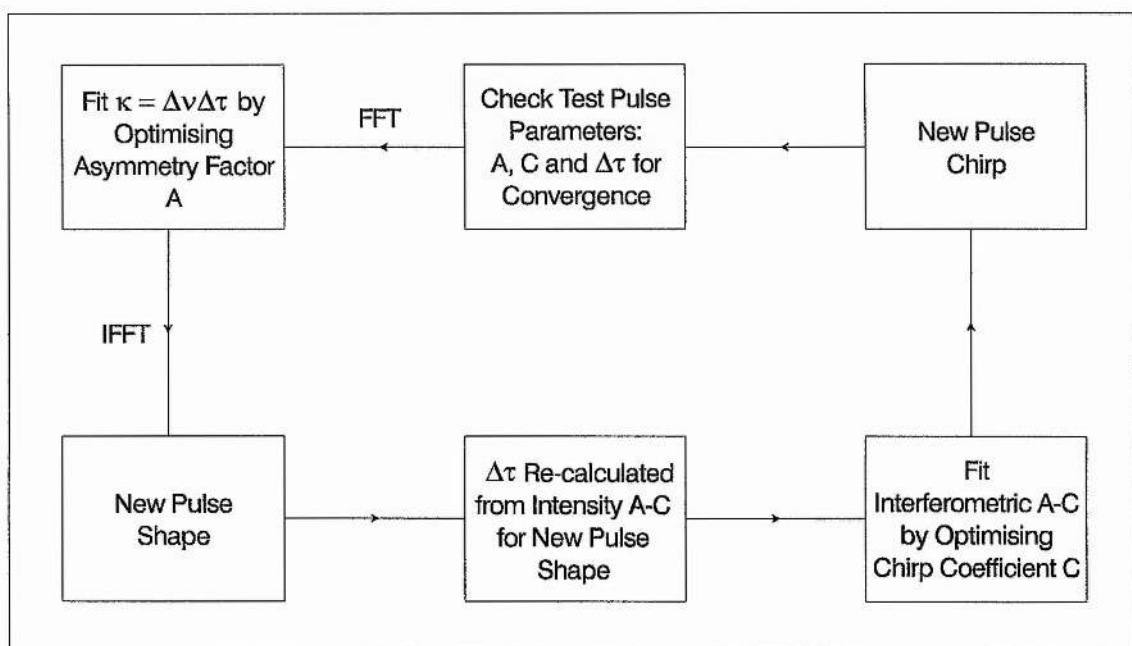 Fit κ = ΔνΔτ by
Optimising
Asymmetry Factor
A
FFT
Check Test Pulse
Parameters:
A, C and Δτ for
Convergence
New Pulse
Chirp
IFFT
New Pulse
Shape
Δτ Re-calculated
from Intensity A-C
for New Pulse
Shape
Fit
Interferometric A-C
by Optimising
Chirp Coefficient C